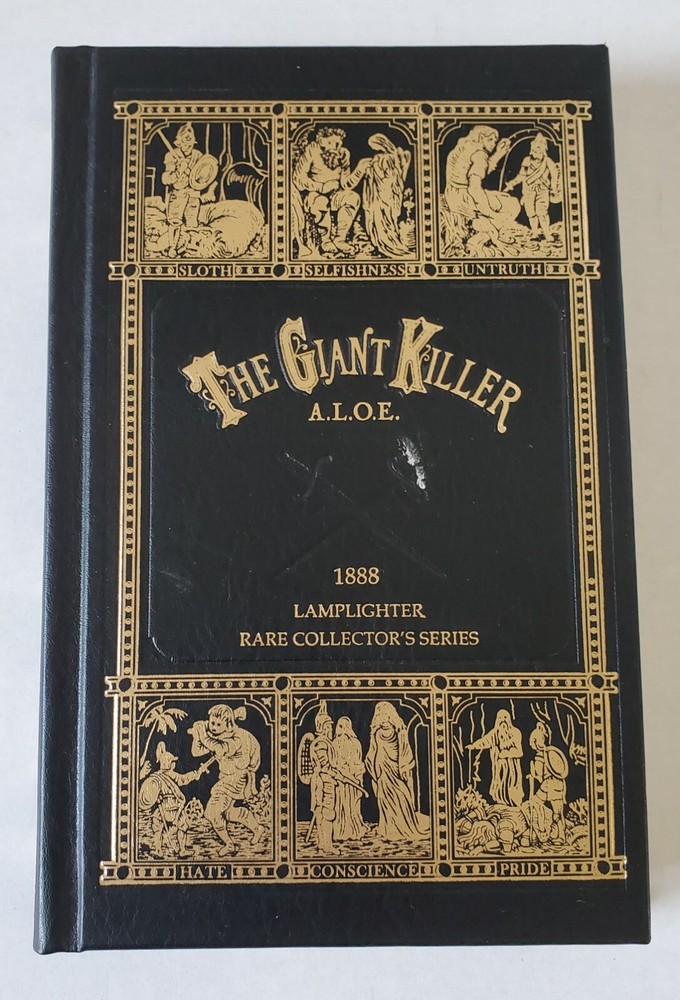 SLOTH SELFISHNESS UNTRUTH
THE GIANT KILLER
A.L.O.E.
1888
LAMPLIGHTER
RARE COLLECTOR'S SERIES
HATE CONSCIENCE PRIDE